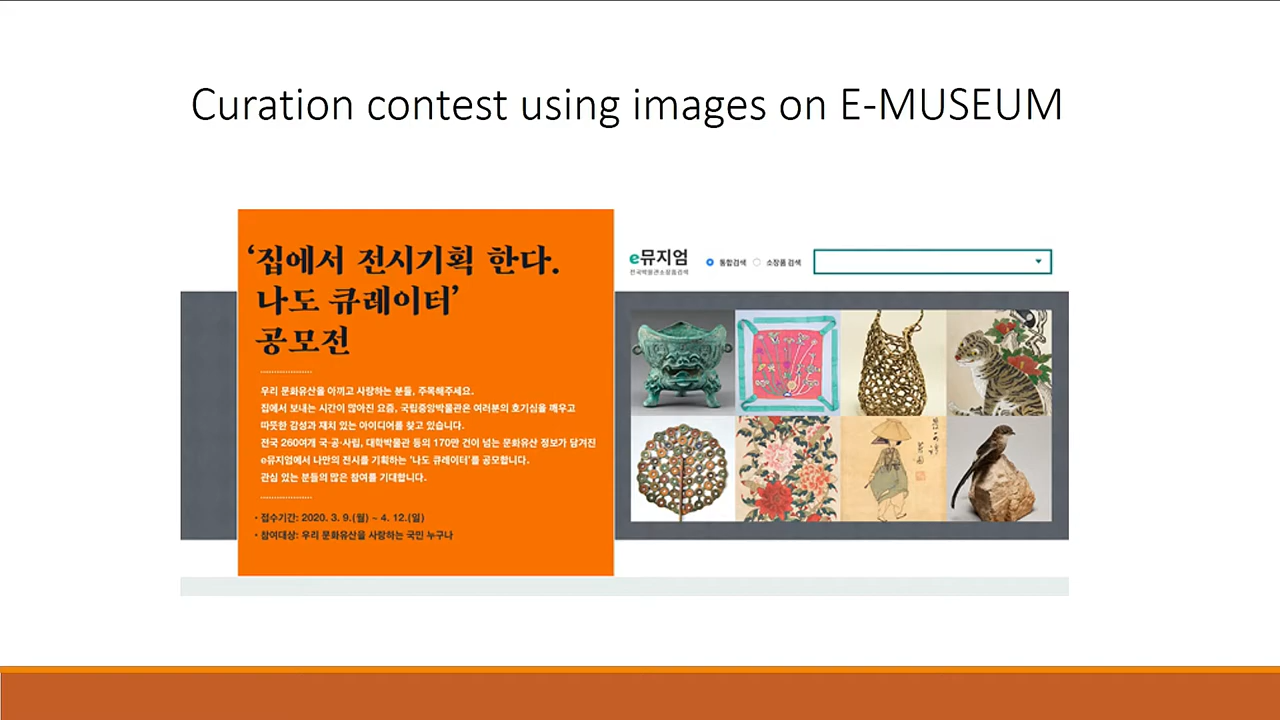 Curation contest using images on E-MUSEUM
‘집에서 전시기획 한다.
나도 큐레이터’
공모전
우리 문화유산을 아끼고 사랑하는 분들, 주목해주세요.
집에서 보내는 시간이 많아진 요즘, 국립중앙박물관은 여러분의 호기심을 깨우고
따뜻한 감성과 재치 있는 아이디어를 찾고 있습니다.
전국 260여개 국·공·사립, 대학박물관 등의 170만 건이 넘는 문화유산 정보가 담겨진
e뮤지엄에서 나만의 전시를 기획하는 '나도 큐레이터'를 공모합니다.
관심 있는 분들의 많은 참여를 기대합니다.
· 접수기간: 2020. 3. 9.(월) ~ 4. 12.(일)
· 참여대상: 우리 문화유산을 사랑하는 국민 누구나
e뮤지엄
전국박물관소장품검색
통합검색 소장품 검색